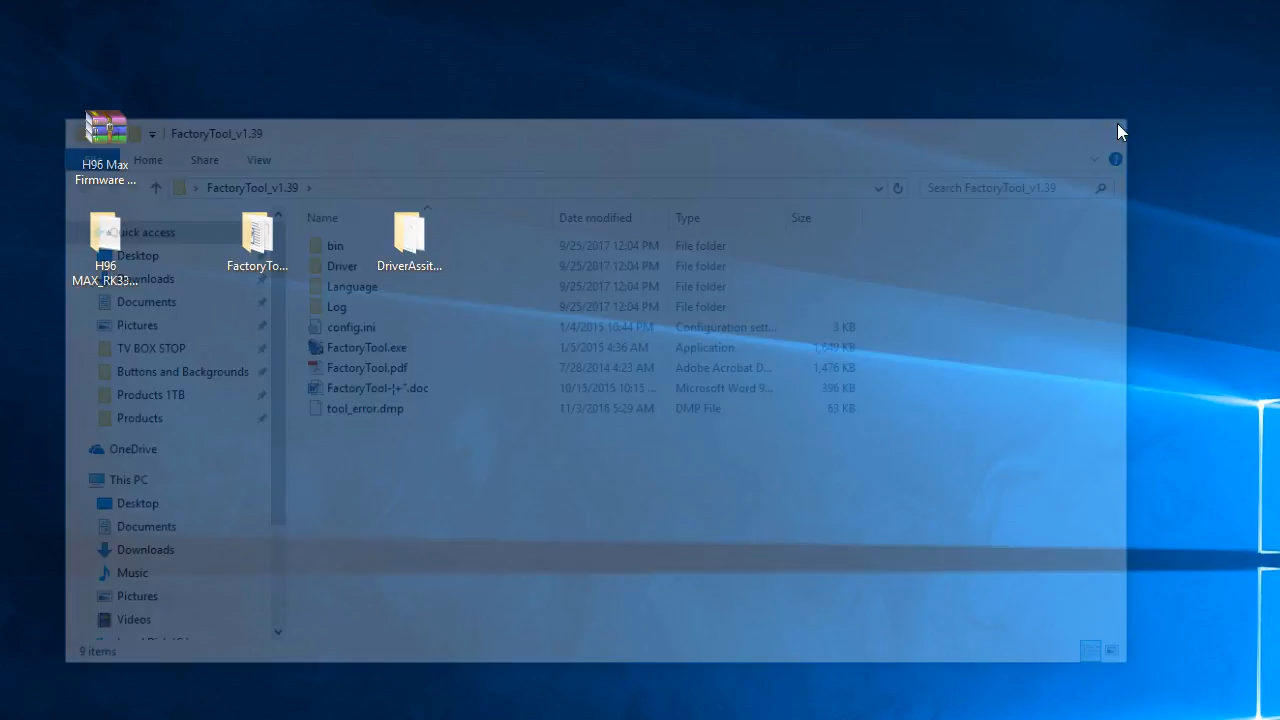 FactoryTool_v1.39
H96 Max
Firmware ...
Home Share View
FactoryTool_v1.39
Search FactoryTool_v1.39
H96
MAX_RK33...
FactoryTo...
DriverAssit...
Quick access
Desktop
Downloads
Documents
Pictures
TV BOX STOP
Buttons and Backgrounds
Products 1TB
Products
OneDrive
This PC
Desktop
Documents
Downloads
Music
Pictures
Videos
Name Date modified Type Size
bin 9/25/2017 12:04 PM File folder
Driver 9/25/2017 12:04 PM File folder
Language 9/25/2017 12:04 PM File folder
Log 9/25/2017 12:04 PM File folder
config.ini 1/4/2015 10:44 PM Configuration sett... 3 KB
FactoryTool.exe 1/5/2015 4:36 AM Application 1,649 KB
FactoryTool.pdf 7/28/2014 4:23 AM Adobe Acrobat D... 1,476 KB
FactoryTool-¦+ˆ.doc 10/15/2015 10:15 ... Microsoft Word 9... 396 KB
tool_error.dmp 11/3/2016 5:29 AM DMP File 63 KB
9 items